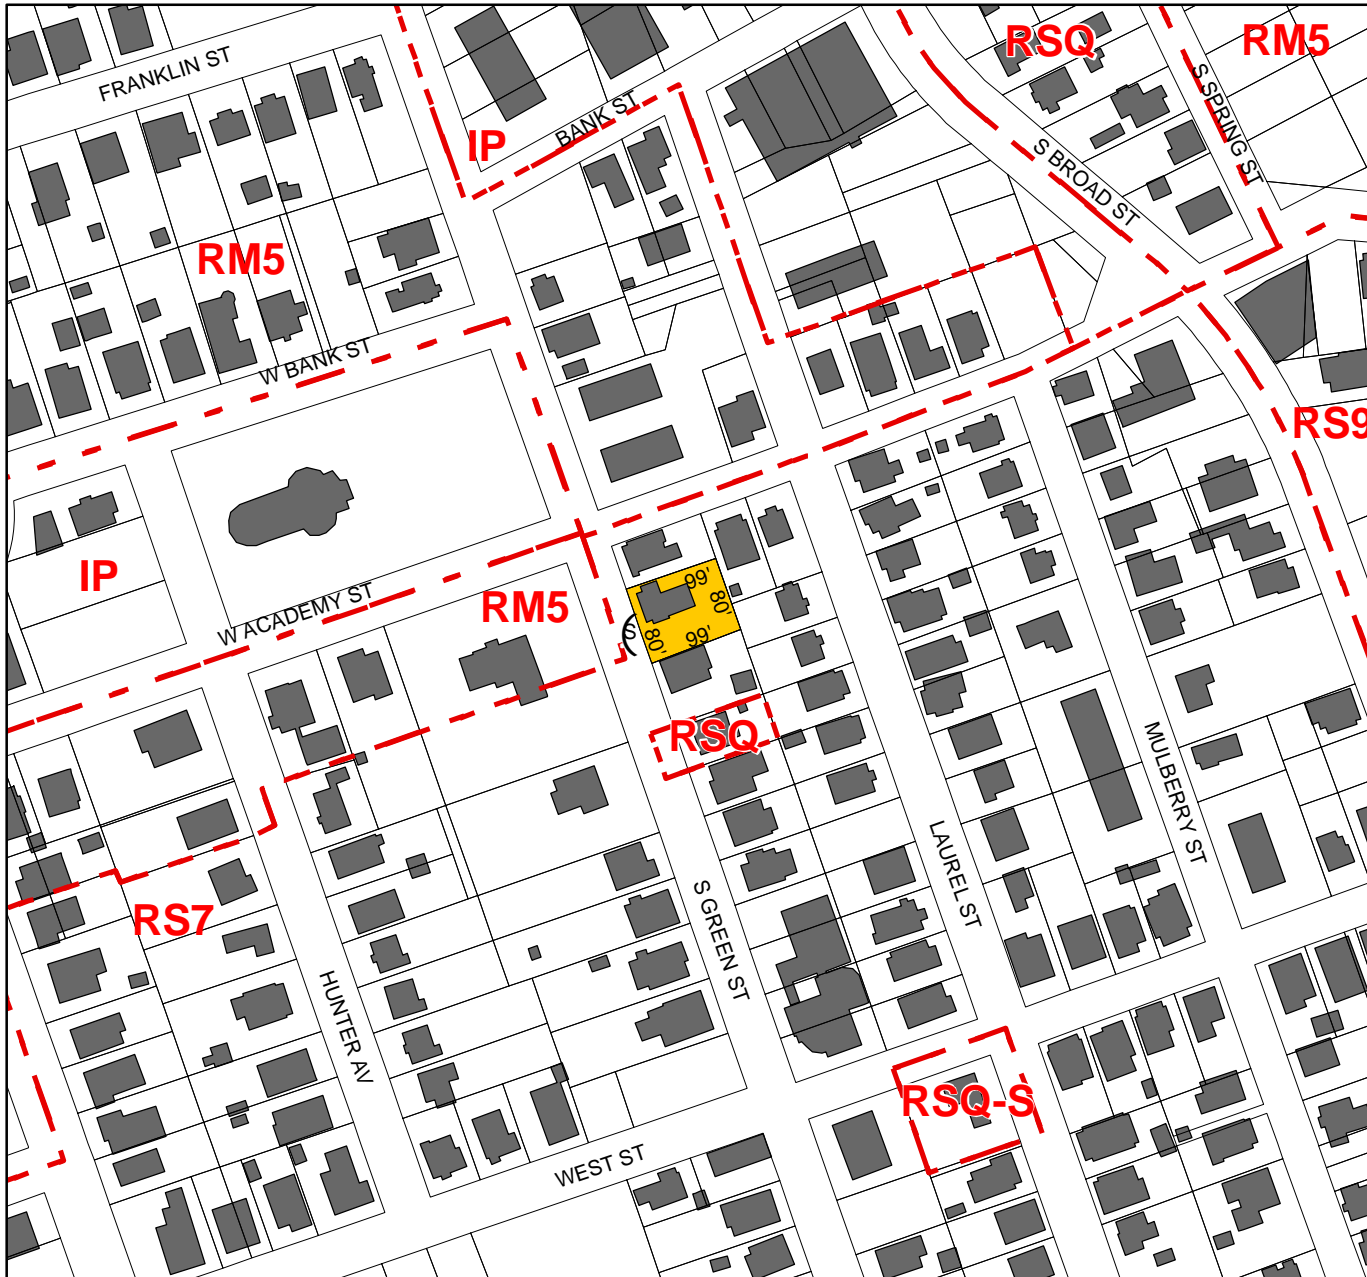 RSQ
RM5
FRANKLIN ST
S SPRING ST
BANK ST
IP
S BROAD ST
RM5
W BANK ST
RS9
IP
W ACADEMY ST
RM5
99'
80'
S
80'
99'
RSQ
MULBERRY ST
LAUREL ST
RS7
S GREEN ST
HUNTER AV
RSQ-S
WEST ST